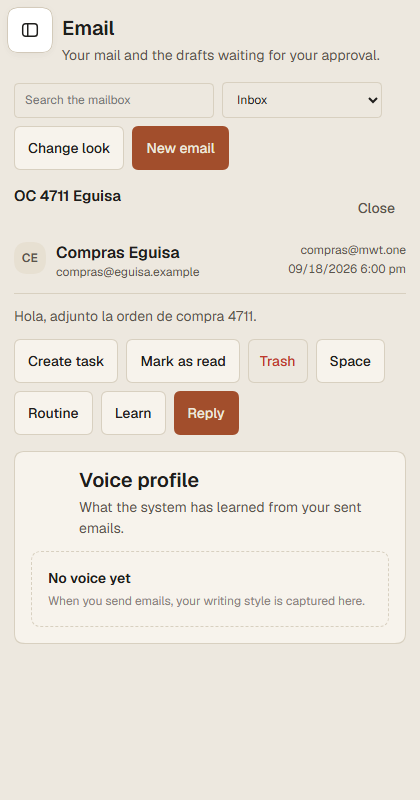 Email
Your mail and the drafts waiting for your approval.
Search the mailbox
Inbox
Change look
New email
OC 4711 Eguisa
Close
CE
Compras Eguisa
compras@eguisa.example
compras@mwt.one
09/18/2026 6:00 pm
Hola, adjunto la orden de compra 4711.
Create task
Mark as read
Trash
Space
Routine
Learn
Reply
Voice profile
What the system has learned from your sent
emails.
No voice yet
When you send emails, your writing style is captured here.